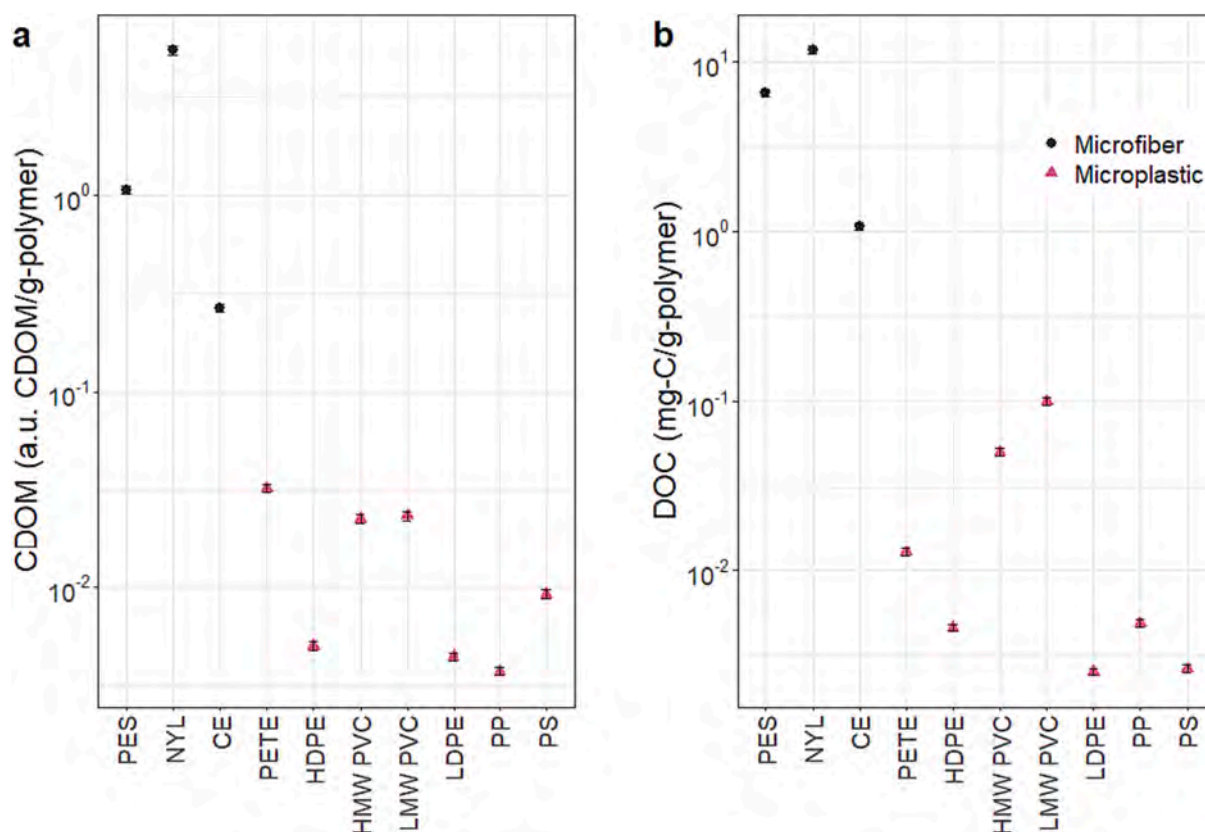 a
CDOM (a.u. CDOM/g-polymer)
10⁰
10⁻¹
10⁻²
PES
NYL
CE
PETE
HDPE
HMW PVC
LMW PVC
LDPE
PP
PS
b
DOC (mg-C/g-polymer)
10¹
10⁰
10⁻¹
10⁻²
Microfiber
Microplastic
PES
NYL
CE
PETE
HDPE
HMW PVC
LMW PVC
LDPE
PP
PS